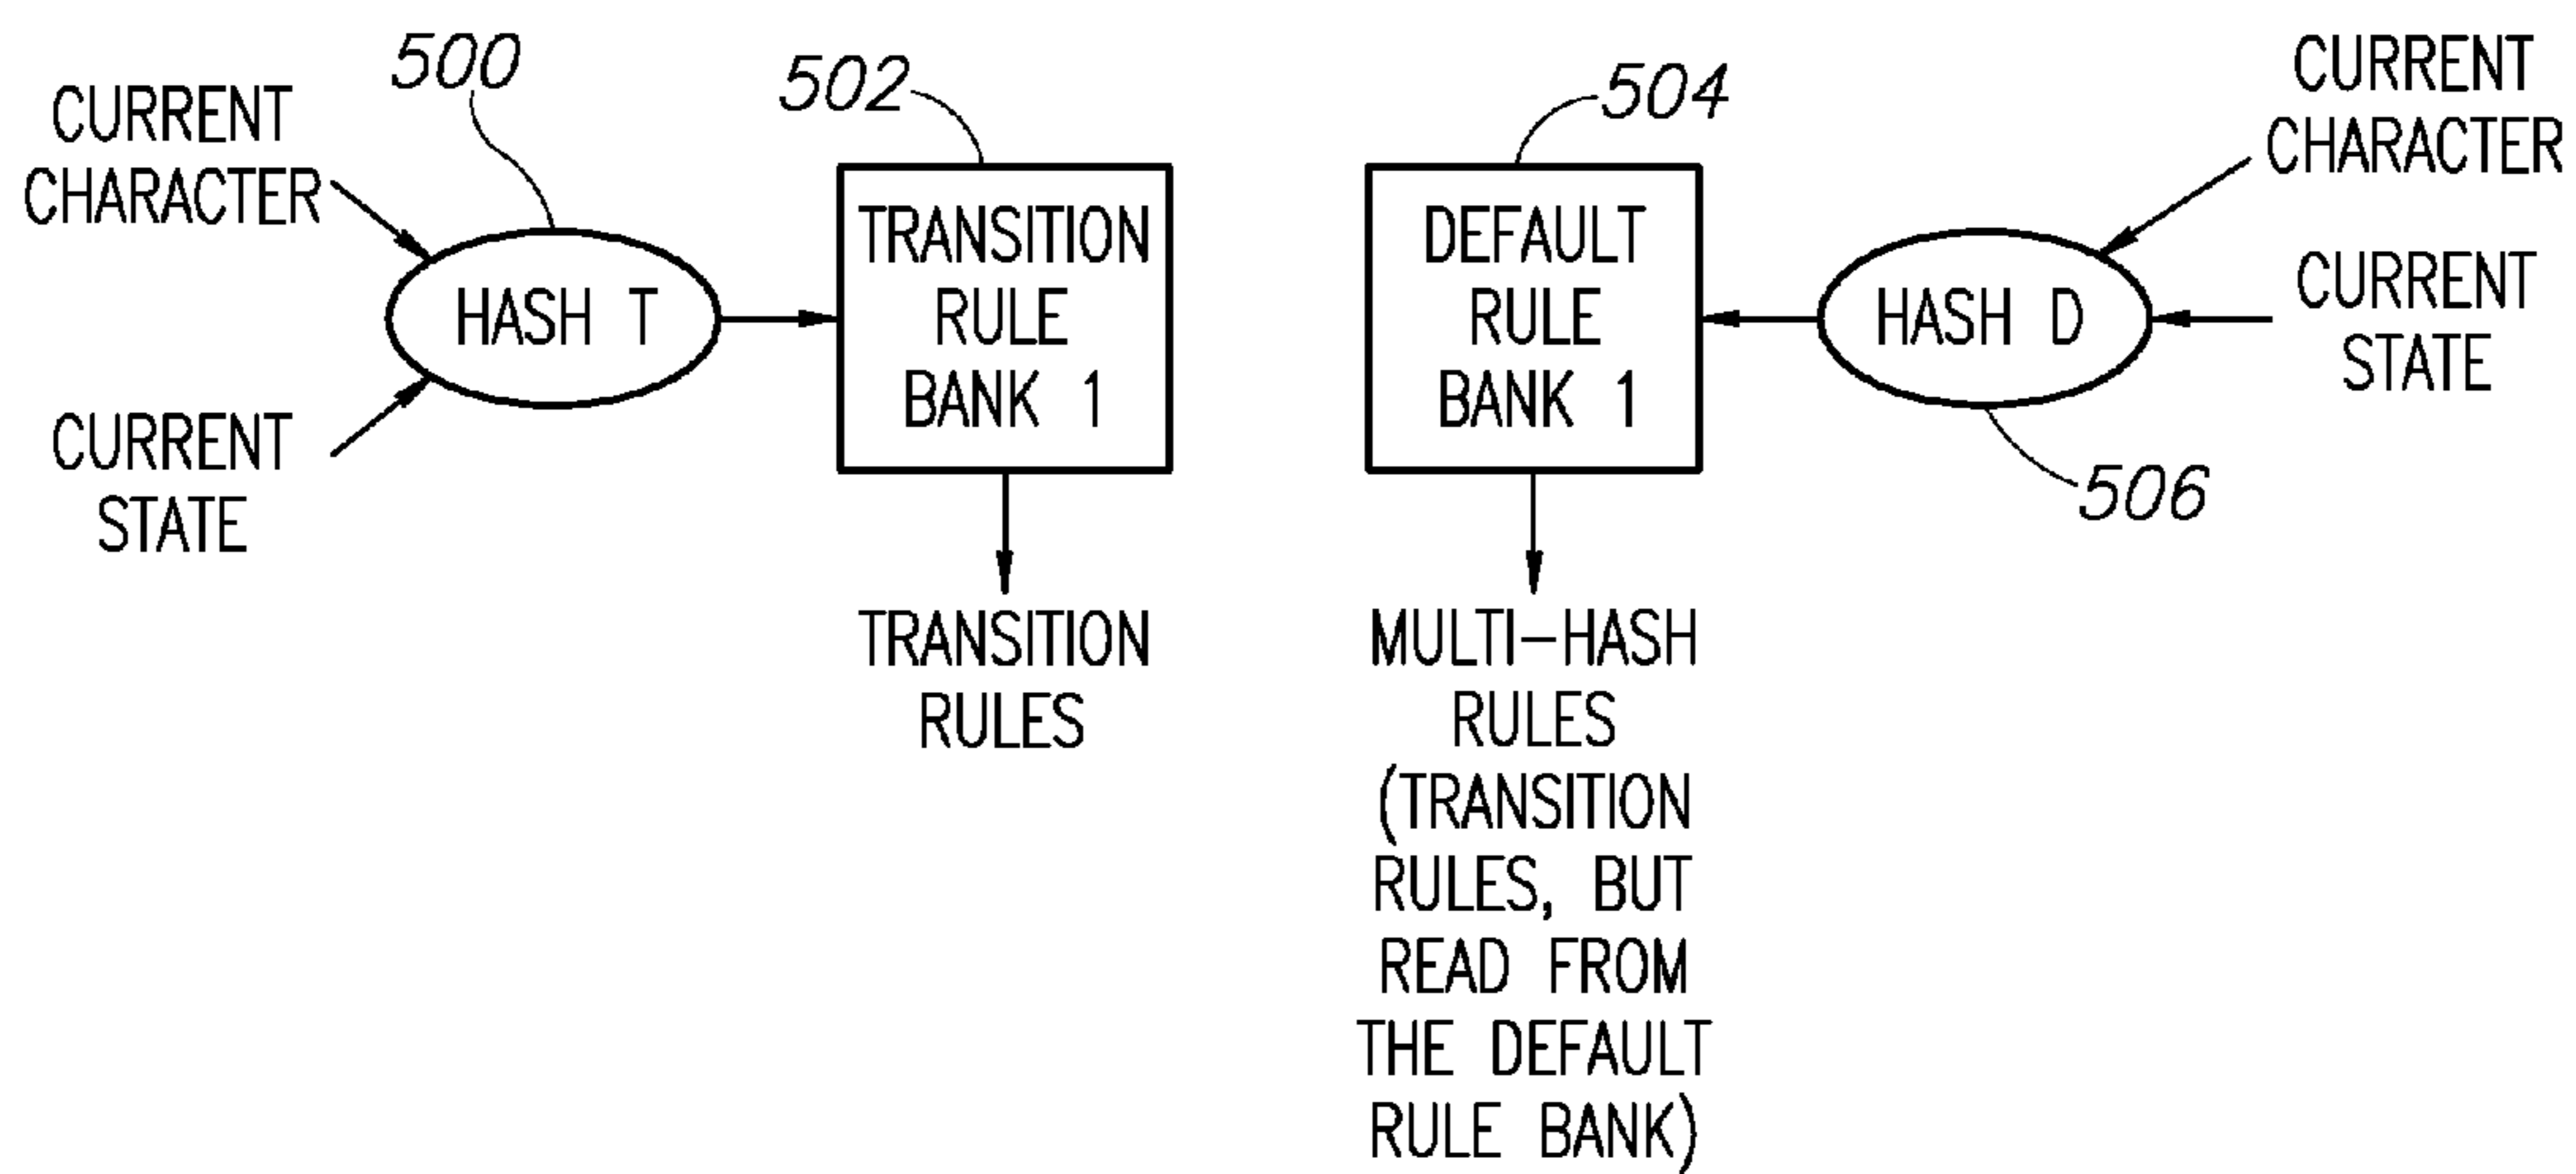 500
CURRENT
CHARACTER
CURRENT
STATE
HASH T
502
TRANSITION
RULE
BANK 1
TRANSITION
RULES
504
DEFAULT
RULE
BANK 1
MULTI-HASH
RULES
(TRANSITION
RULES, BUT
READ FROM
THE DEFAULT
RULE BANK)
CURRENT
CHARACTER
HASH D
CURRENT
STATE
506